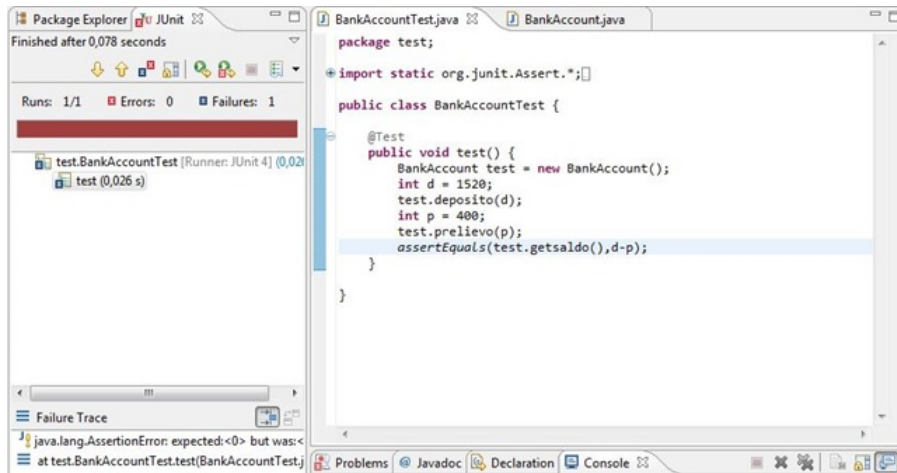 Package Explorer JUnit
Finished after 0,078 seconds
Runs: 1/1 Errors: 0 Failures: 1
test.BankAccountTest [Runner: JUnit 4] (0,026
test (0,026 s)
Failure Trace
java.lang.AssertionError: expected:<0> but was:<
at test.BankAccountTest.test(BankAccountTest.j
BankAccountTest.java BankAccount.java
package test;
import static org.junit.Assert.*;
public class BankAccountTest {
@Test
public void test() {
BankAccount test = new BankAccount();
int d = 1520;
test.deposito(d);
int p = 400;
test.prelievo(p);
assertEquals(test.getsaldo(),d-p);
}
}
Problems @ Javadoc Declaration Console